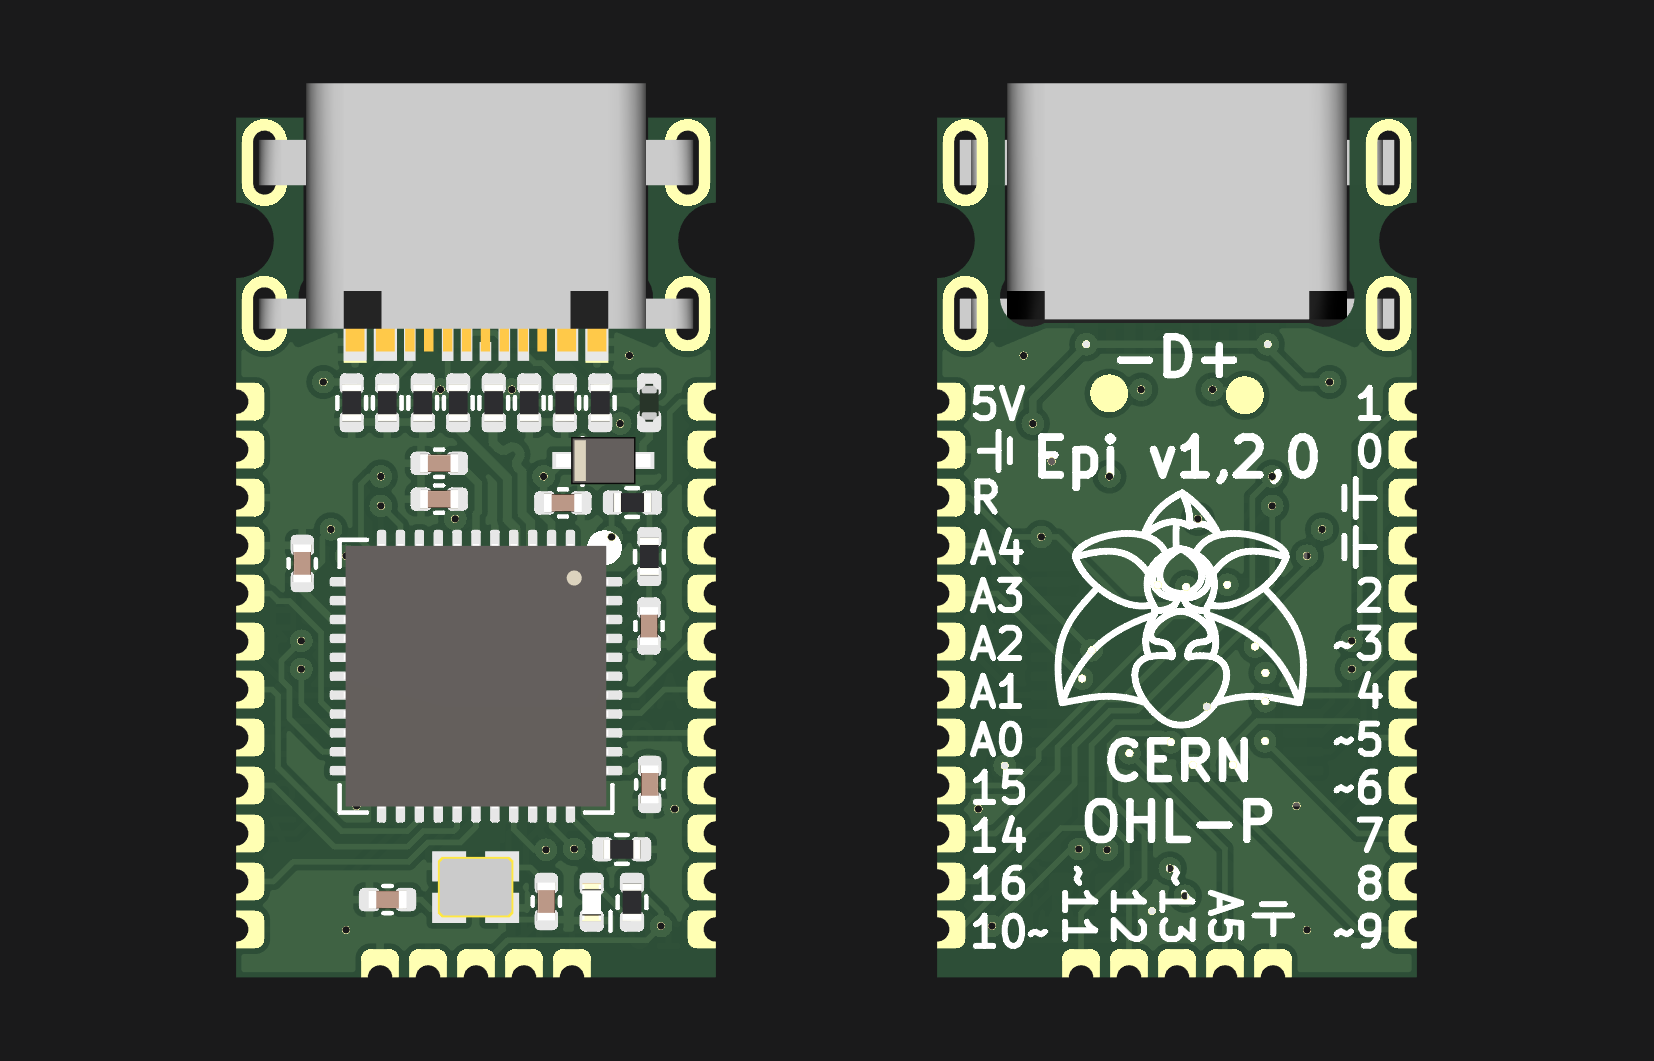 -D+
5V 1
Epi v1,2,0 0
R
A4
A3 2
A2 ~3
A1 4
A0 ~5
CERN
15 ~6
OHL-P
14 7
16 8
10~ ~9
~11
12
~13
A5